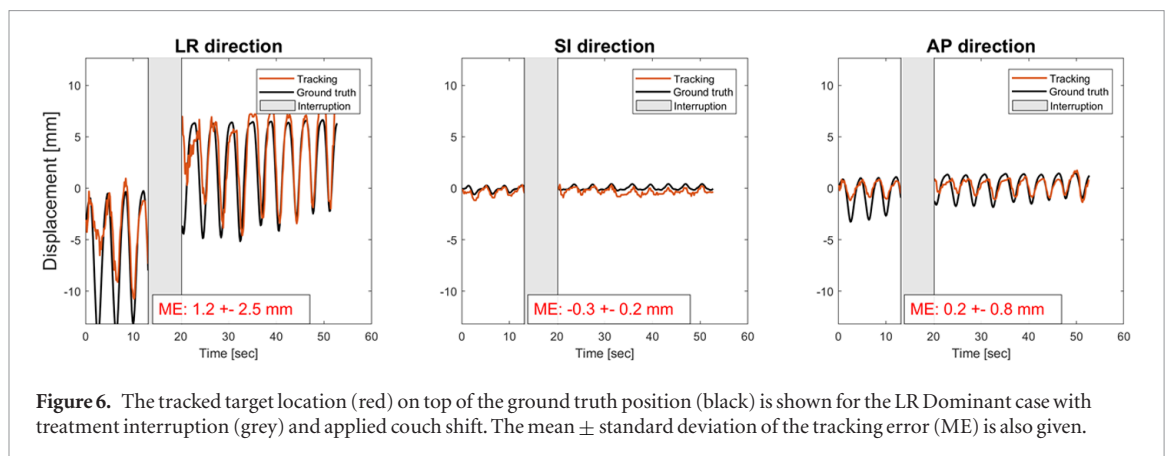 LR direction
SI direction
AP direction
Displacement [mm]
10
5
0
-5
-10
Tracking
Ground truth
Interruption
ME: 1.2 +- 2.5 mm
0 10 20 30 40 50 60
Time [sec]
10
5
0
-5
-10
Tracking
Ground truth
Interruption
ME: -0.3 +- 0.2 mm
0 10 20 30 40 50 60
Time [sec]
10
5
0
-5
-10
Tracking
Ground truth
Interruption
ME: 0.2 +- 0.8 mm
0 10 20 30 40 50 60
Time [sec]
Figure 6. The tracked target location (red) on top of the ground truth position (black) is shown for the LR Dominant case with
treatment interruption (grey) and applied couch shift. The mean ± standard deviation of the tracking error (ME) is also given.